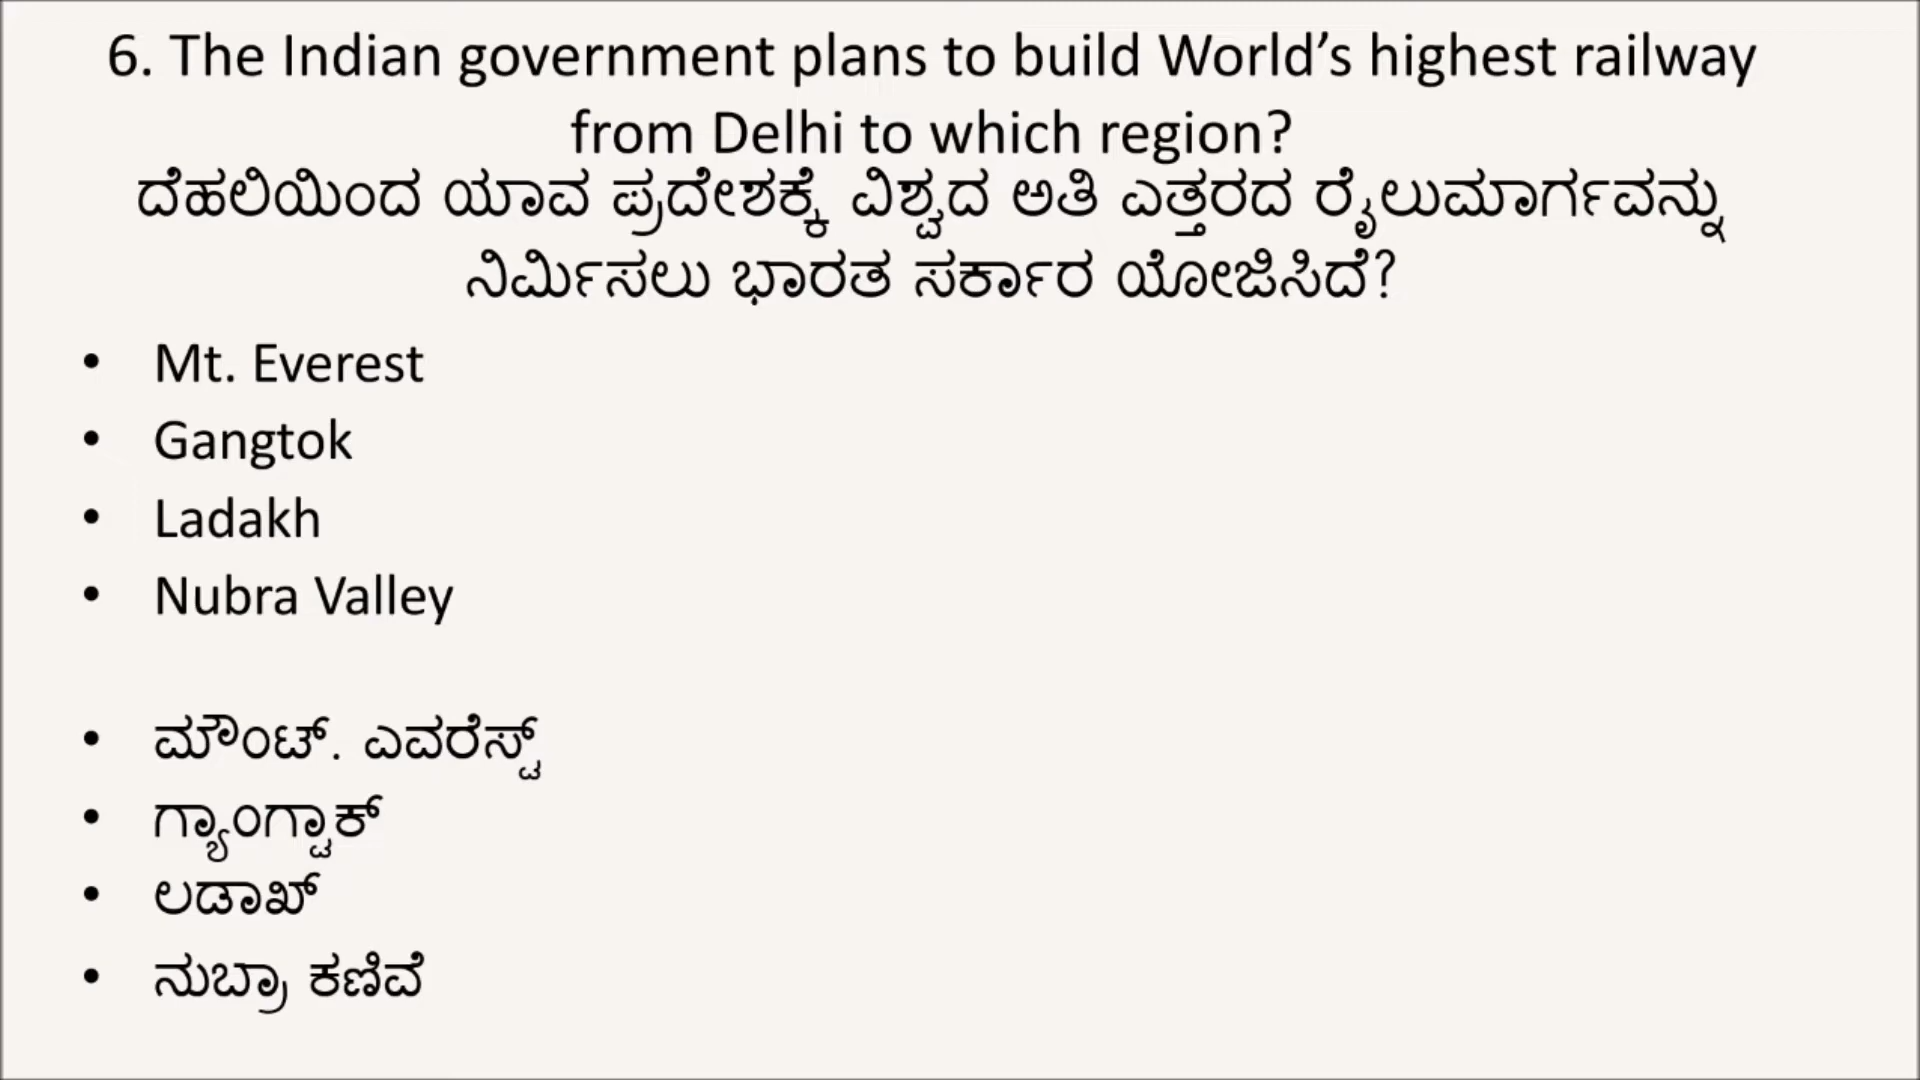 6. The Indian government plans to build World’s highest railway
from Delhi to which region?
ದೆಹಲಿಯಿಂದ ಯಾವ ಪ್ರದೇಶಕ್ಕೆ ವಿಶ್ವದ ಅತಿ ಎತ್ತರದ ರೈಲುಮಾರ್ಗವನ್ನು
ನಿರ್ಮಿಸಲು ಭಾರತ ಸರ್ಕಾರ ಯೋಜಿಸಿದೆ?
• Mt. Everest
• Gangtok
• Ladakh
• Nubra Valley
• ಮೌಂಟ್. ಎವರೆಸ್ಟ್
• ಗ್ಯಾಂಗ್ಟಾಕ್
• ಲಡಾಖ್
• ನುಬ್ರಾ ಕಣಿವೆ